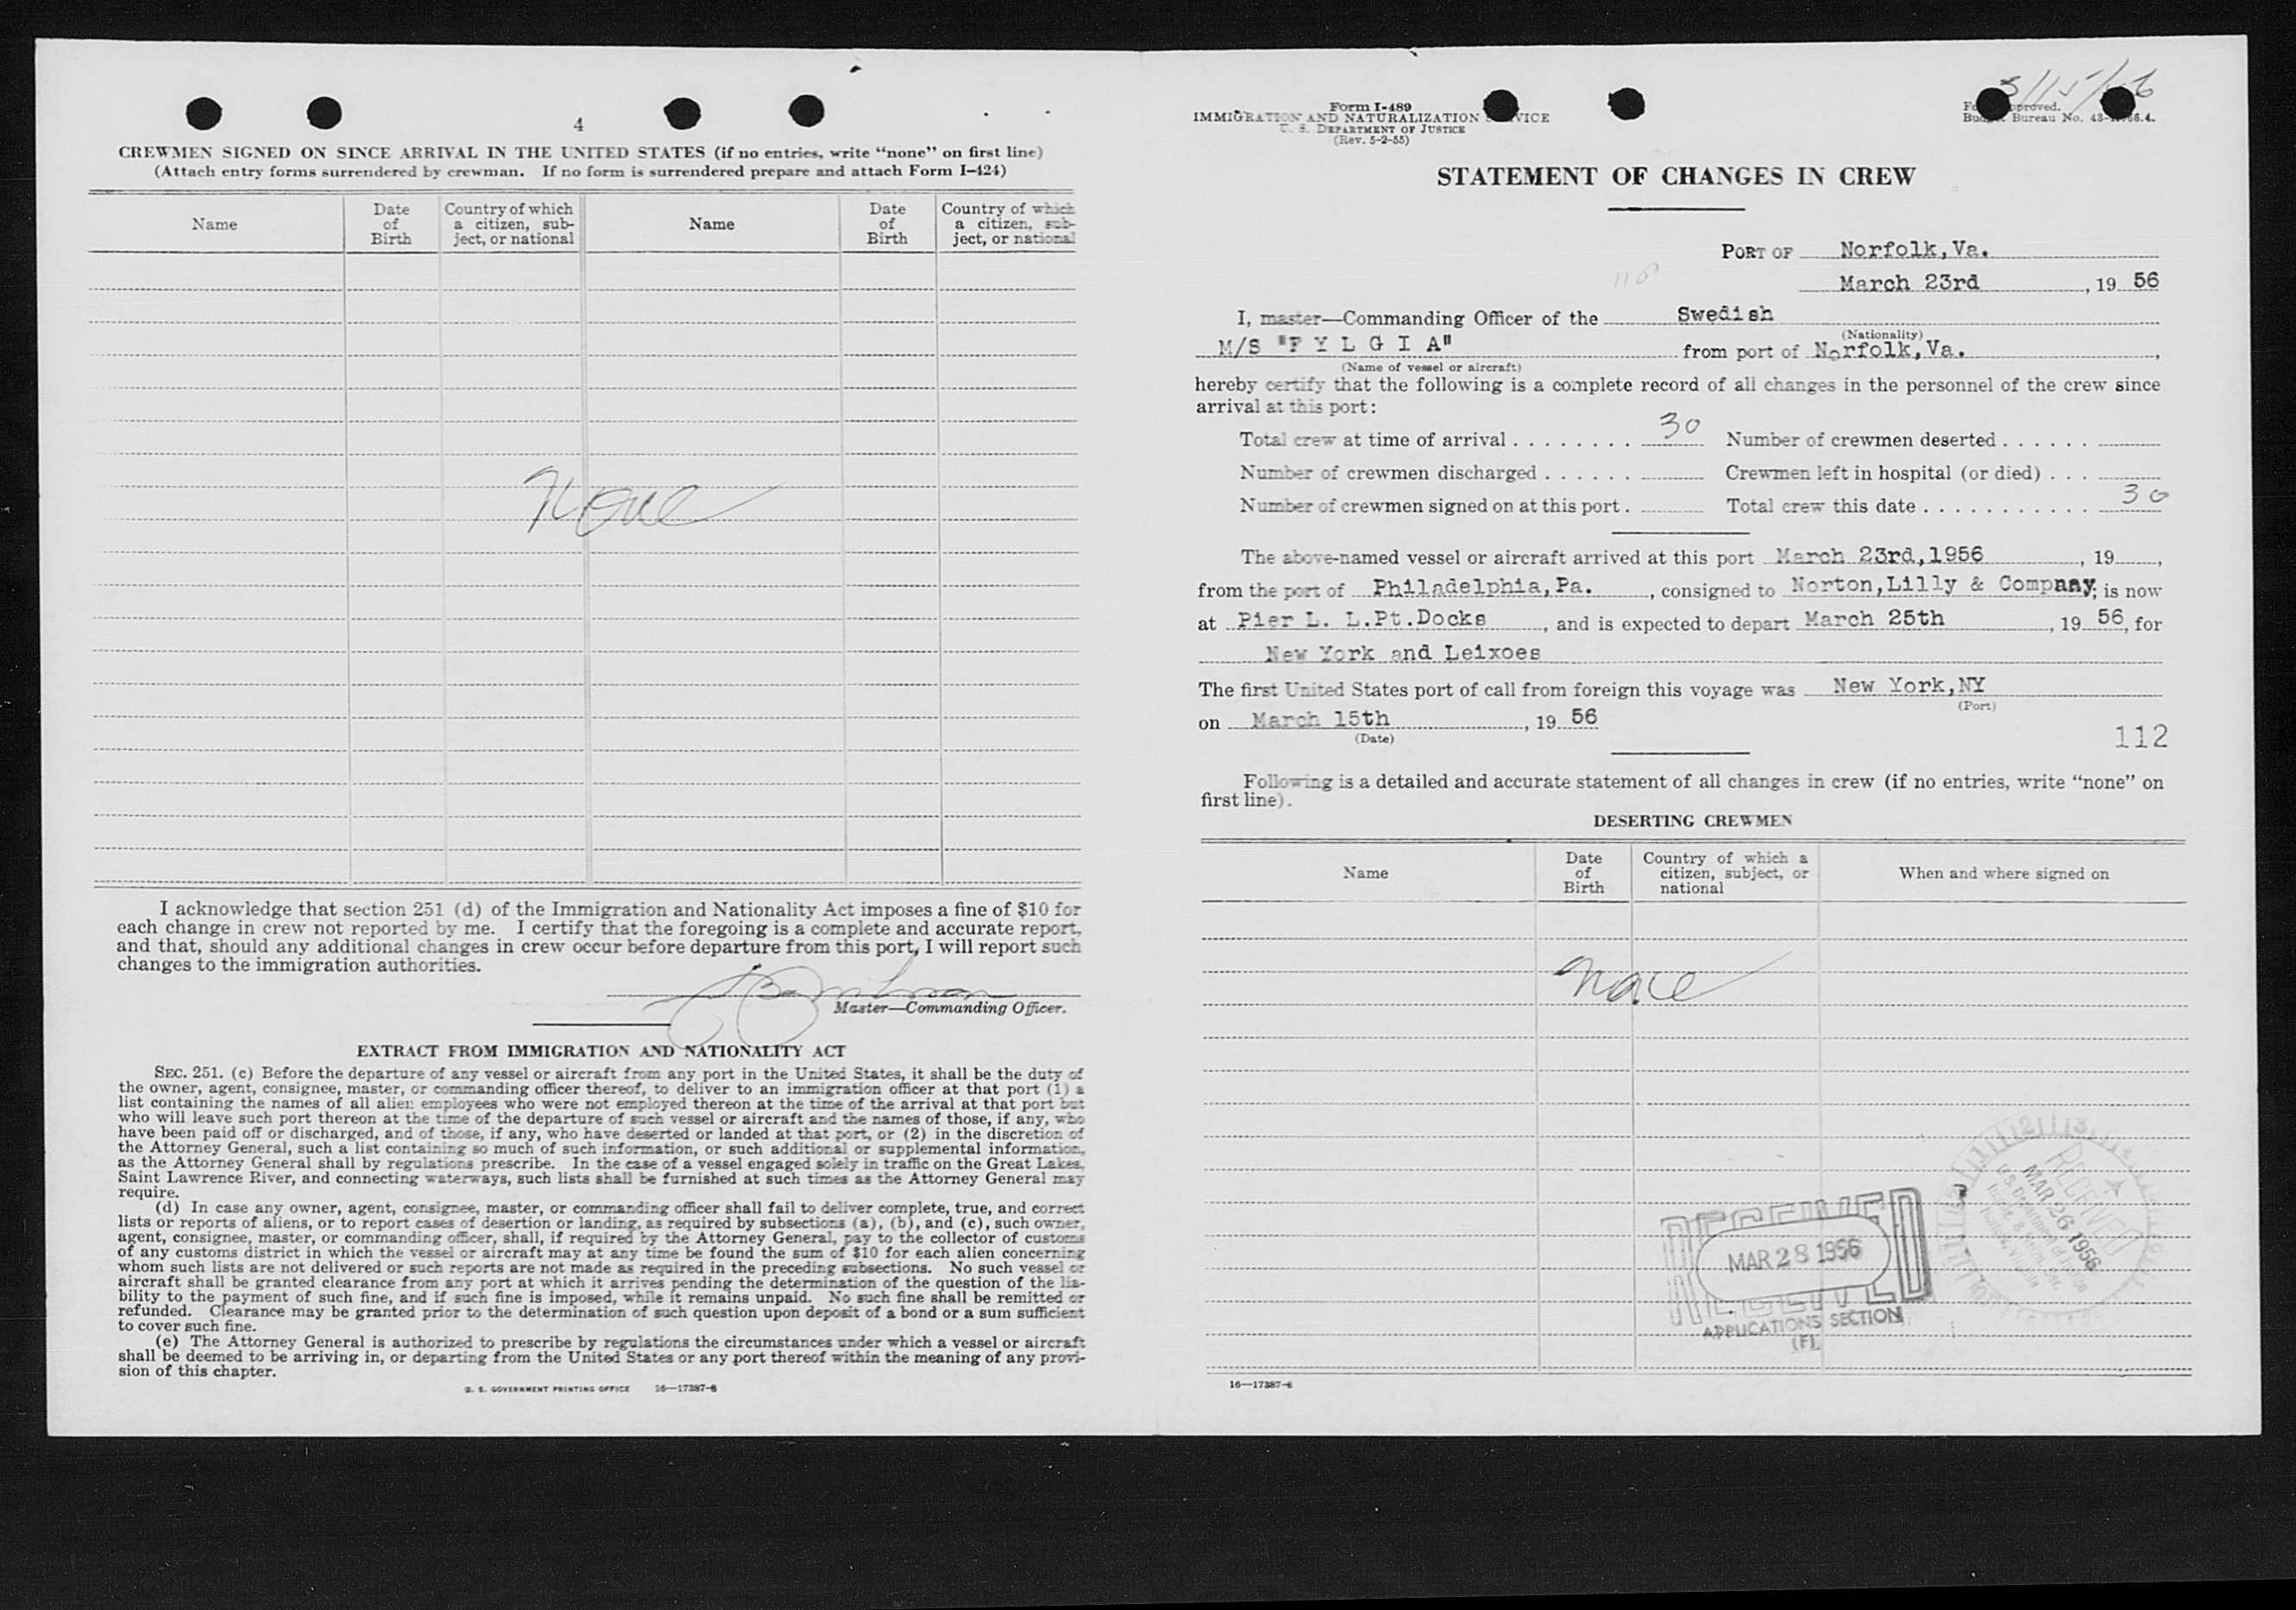 4
CREWMEN SIGNED ON SINCE ARRIVAL IN THE UNITED STATES (if no entries, write “none” on first line)
(Attach entry forms surrendered by crewman. If no form is surrendered prepare and attach Form I-424)
Name
Date of Birth
Country of which a citizen, subject, or national
Name
Date of Birth
Country of which a citizen, subject, or national
None
I acknowledge that section 251 (d) of the Immigration and Nationality Act imposes a fine of $10 for
each change in crew not reported by me. I certify that the foregoing is a complete and accurate report,
and that, should any additional changes in crew occur before departure from this port, I will report such
changes to the immigration authorities.
Master—Commanding Officer.
EXTRACT FROM IMMIGRATION AND NATIONALITY ACT
SEC. 251. (c) Before the departure of any vessel or aircraft from any port in the United States, it shall be the duty of
the owner, agent, consignee, master, or commanding officer thereof, to deliver to an immigration officer at that port (1) a
list containing the names of all alien employees who were not employed thereon at the time of the arrival at that port but
who will leave such port thereon at the time of the departure of such vessel or aircraft and the names of those, if any, who
have been paid off or discharged, and of those, if any, who have deserted or landed at that port, or (2) in the discretion of
the Attorney General, such a list containing so much of such information, or such additional or supplemental information,
as the Attorney General shall by regulations prescribe. In the case of a vessel engaged solely in traffic on the Great Lakes,
Saint Lawrence River, and connecting waterways, such lists shall be furnished at such times as the Attorney General may
require.
(d) In case any owner, agent, consignee, master, or commanding officer shall fail to deliver complete, true, and correct
lists or reports of aliens, or to report cases of desertion or landing, as required by subsections (a), (b), and (c), such owner,
agent, consignee, master, or commanding officer, shall, if required by the Attorney General, pay to the collector of customs
of any customs district in which the vessel or aircraft may at any time be found the sum of $10 for each alien concerning
whom such lists are not delivered or such reports are not made as required in the preceding subsections. No such vessel or
aircraft shall be granted clearance from any port at which it arrives pending the determination of the question of the lia-
bility to the payment of such fine, and if such fine is imposed, while it remains unpaid. No such fine shall be remitted or
refunded. Clearance may be granted prior to the determination of such question upon deposit of a bond or a sum sufficient
to cover such fine.
(e) The Attorney General is authorized to prescribe by regulations the circumstances under which a vessel or aircraft
shall be deemed to be arriving in, or departing from the United States or any port thereof within the meaning of any provi-
sion of this chapter.
U. S. GOVERNMENT PRINTING OFFICE 16—17387-6
3/15/56
Form I-489
IMMIGRATION AND NATURALIZATION SERVICE
U. S. DEPARTMENT OF JUSTICE
(Rev. 5-2-55)
Bureau No.
STATEMENT OF CHANGES IN CREW
PORT OF Norfolk,Va.
March 23rd, 19 56
I, master—Commanding Officer of the Swedish
(Nationality)
M/S "F Y L G I A" from port of Norfolk,Va.,
(Name of vessel or aircraft)
hereby certify that the following is a complete record of all changes in the personnel of the crew since
arrival at this port:
Total crew at time of arrival . . . . . . . . 30 Number of crewmen deserted . . . . . .
Number of crewmen discharged . . . . . . Crewmen left in hospital (or died) . . .
Number of crewmen signed on at this port . Total crew this date . . . . . . . . . . . 30
The above-named vessel or aircraft arrived at this port March 23rd,1956, 19 ,
from the port of Philadelphia,Pa., consigned to Norton,Lilly & Compnay; is now
at Pier L. L.Pt.Docks, and is expected to depart March 25th, 19 56, for
New York and Leixoes
The first United States port of call from foreign this voyage was New York,NY
(Port)
on March 15th, 19 56
(Date)
112
Following is a detailed and accurate statement of all changes in crew (if no entries, write “none” on
first line).
DESERTING CREWMEN
Name
Date of Birth
Country of which a citizen, subject, or national
When and where signed on
None
RECEIVED
MAR 26 1956
U.S. Department of Justice
RECEIVED
MAR 28 1956
APPLICATIONS SECTION
16—17387-6